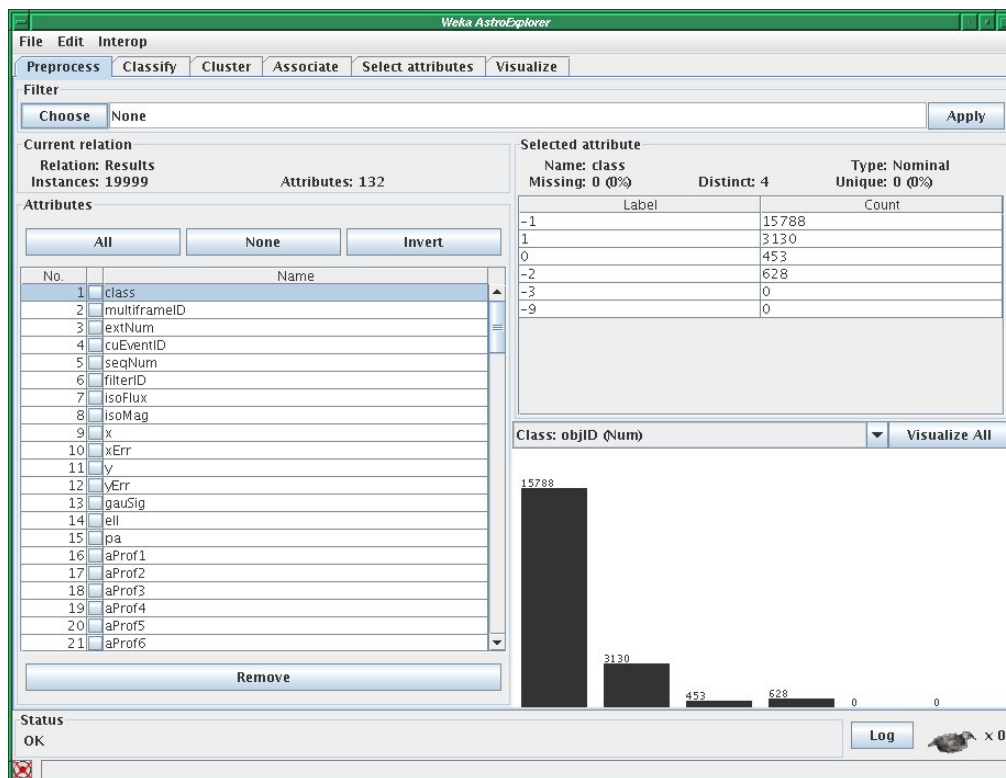 Weka AstroExplorer
File Edit Interop
Preprocess Classify Cluster Associate Select attributes Visualize
Filter
Choose None Apply
Current relation
Relation: Results
Instances: 19999 Attributes: 132
Attributes
All None Invert
No. Name
1 class
2 multiframeID
3 extNum
4 cuEventID
5 seqNum
6 filterID
7 isoFlux
8 isoMag
9 x
10 xErr
11 y
12 yErr
13 gauSig
14 ell
15 pa
16 aProf1
17 aProf2
18 aProf3
19 aProf4
20 aProf5
21 aProf6
Remove
Selected attribute
Name: class Type: Nominal
Missing: 0 (0%) Distinct: 4 Unique: 0 (0%)
Label Count
-1 15788
1 3130
0 453
-2 628
-3 0
-9 0
Class: objID (Num) Visualize All
15788
3130
453
628
0
0
Status
OK
Log x 0